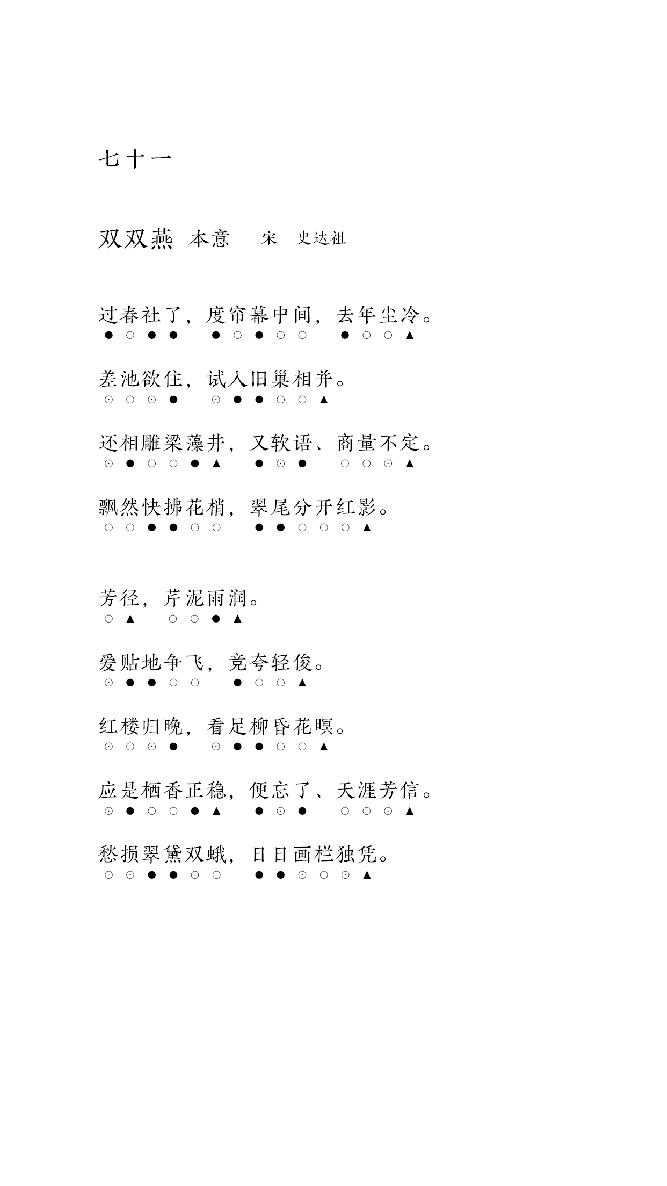 七十一
双双燕 本意 宋 史达祖
过春社了，度帘幕中间，去年尘冷。
●○●● ●○●○○ ●○○▲
差池欲住，试入旧巢相并。
⊙○⊙● ⊙●●○○▲
还相雕梁藻井，又软语、商量不定。
⊙●○○●▲ ●⊙● ○○⊙▲
飘然快拂花梢，翠尾分开红影。
○○●●○○ ●●○○○▲
芳径，芹泥雨润。
○▲ ○○●▲
爱贴地争飞，竞夸轻俊。
⊙●●○○ ●○○▲
红楼归晚，看足柳昏花暝。
⊙○⊙● ⊙●●○○▲
应是栖香正稳，便忘了、天涯芳信。
⊙●○○●▲ ●⊙● ○○⊙▲
愁损翠黛双蛾，日日画栏独凭。
○⊙●●○○ ●●⊙○⊙▲